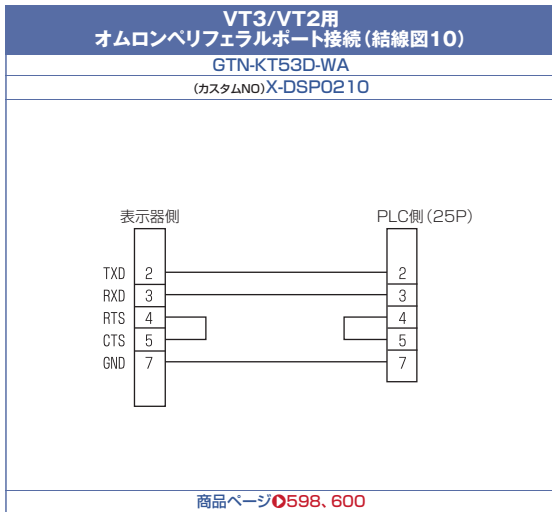 VT3/VT2用
オムロンペリフェラルポート接続(結線図10)
GTN-KT53D-WA
(カスタムNO)X-DSP0210
表示器側 PLC側(25P)
TXD 2 2
RXD 3 3
RTS 4 4
CTS 5 5
GND 7 7
商品ページ598、600